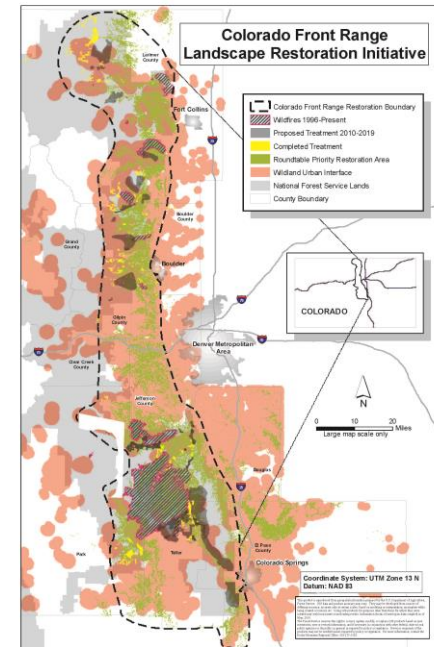 Colorado Front Range
Landscape Restoration Initiative
Colorado Front Range Restoration Boundary
Wildfires 1996-Present
Proposed Treatment 2010-2019
Completed Treatment
Roundtable Priority Restoration Area
Wildland Urban Interface
National Forest Service Lands
County Boundary
Larimer
County
Fort Collins
Boulder
County
Grand
County
Boulder
COLORADO
Gilpin
County
Denver Metropolitan
Area
Clear Creek
County
N
Jefferson
County
0
10
20
Miles
Large map scale only
Douglas
Park
Teller
El Paso
County
Colorado Springs
Coordinate System: UTM Zone 13 N
Datum: NAD 83